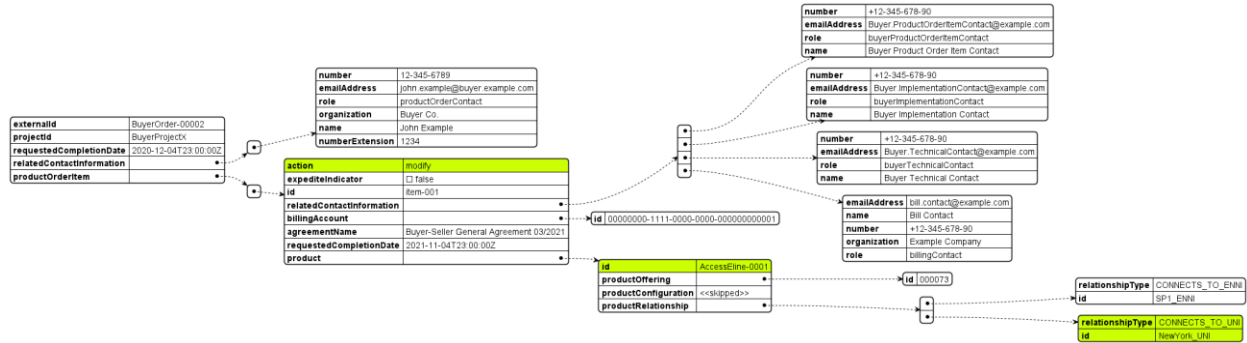 externalId BuyerOrder-00002
projectId BuyerProjectX
requestedCompletionDate 2020-12-04T23:00:00Z
relatedContactInformation
productOrderItem
number 12-345-6789
emailAddress john.example@buyer.example.com
role productOrderContact
organization Buyer Co.
name John Example
numberExtension 1234
action modify
expediteIndicator ☐ false
id item-001
relatedContactInformation
billingAccount
agreementName Buyer-Seller General Agreement 03/2021
requestedCompletionDate 2021-11-04T23:00:00Z
product
number +12-345-678-90
emailAddress Buyer.ProductOrderItemContact@example.com
role buyerProductOrderItemContact
name Buyer Product Order Item Contact
number +12-345-678-90
emailAddress Buyer.ImplementationContact@example.com
role buyerImplementationContact
name Buyer Implementation Contact
number +12-345-678-90
emailAddress Buyer.TechnicalContact@example.com
role buyerTechnicalContact
name Buyer Technical Contact
emailAddress bill.contact@example.com
name Bill Contact
number +12-345-678-90
organization Example Company
role billingContact
id 00000000-1111-0000-0000-000000000001
id AccessEline-0001
productOffering
productConfiguration <<skipped>>
productRelationship
id 000073
relationshipType CONNECTS_TO_ENNI
id SP1_ENNI
relationshipType CONNECTS_TO_UNI
id NewYork_UNI